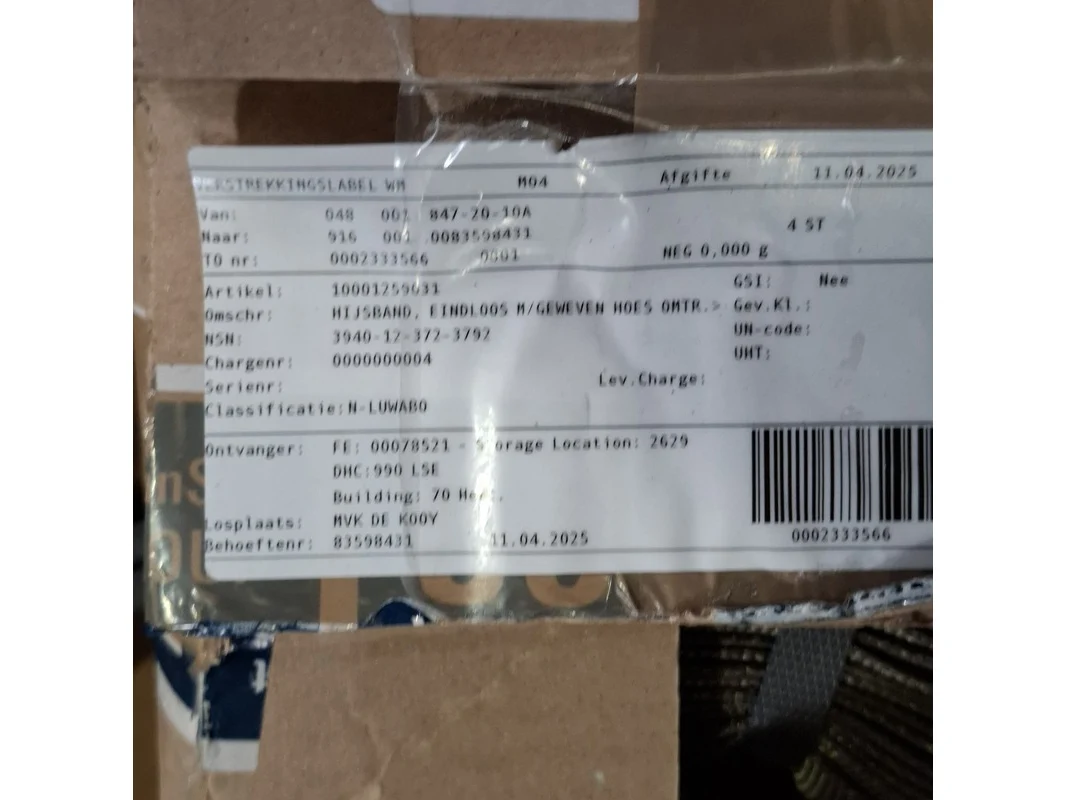 VERSTREKKINGSLABEL WM M04 Afgifte 11.04.2025
Van: 048 001 847-20-10A
4 ST
Naar: 916 001 0083598431
TO nr: 0002333566 0001 NEG 0,000 g
Artikel: 10001259031 GSI: Nee
Omschr: HIJSBAND, EINDLOOS M/GEWEVEN HOES OMTR.> Gev.Kl.:
NSN: 3940-12-372-3792 UN-code:
Chargenr: 0000000004 UHT:
Serienr: Lev.Charge:
Classificatie: N-LUWABO
Ontvanger: FE: 00078521 - Storage Location: 2629
DMC:990 LSE
Building: 70
Losplaats: MVK DE KOOY
Behoeftenr: 83598431 11.04.2025
0002333566